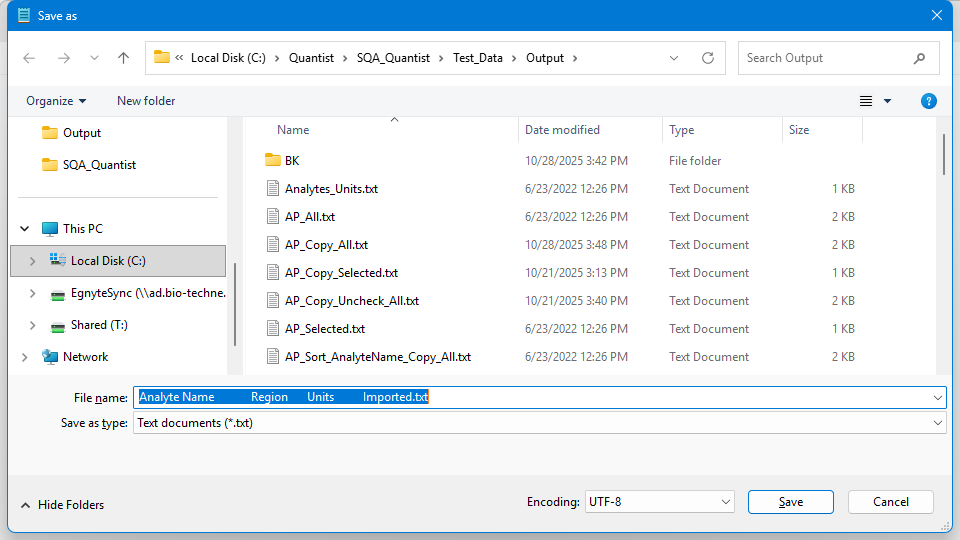 Save as
« Local Disk (C:) > Quantist > SQA_Quantist > Test_Data > Output >
Search Output
Organize
New folder
?
Output
SQA_Quantist
This PC
Local Disk (C:)
EgnyteSync (\\ad.bio-techne.
Shared (T:)
Network
Name Date modified Type Size
BK 10/28/2025 3:42 PM File folder
Analytes_Units.txt 6/23/2022 12:26 PM Text Document 1 KB
AP_All.txt 6/23/2022 12:26 PM Text Document 2 KB
AP_Copy_All.txt 10/28/2025 3:48 PM Text Document 2 KB
AP_Copy_Selected.txt 10/21/2025 3:13 PM Text Document 1 KB
AP_Copy_Uncheck_All.txt 10/21/2025 3:40 PM Text Document 2 KB
AP_Selected.txt 6/23/2022 12:26 PM Text Document 1 KB
AP_Sort_AnalyteName_Copy_All.txt 6/23/2022 12:26 PM Text Document 2 KB
File name: Analyte Name Region Units Imported.txt
Save as type: Text documents (*.txt)
Hide Folders
Encoding: UTF-8
Save
Cancel